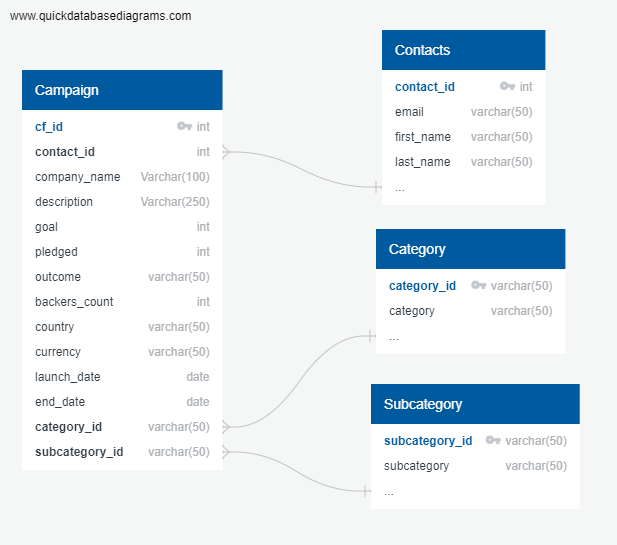 www.quickdatabasediagrams.com
Campaign
cf_id int
contact_id int
company_name Varchar(100)
description Varchar(250)
goal int
pledged int
outcome varchar(50)
backers_count int
country varchar(50)
currency varchar(50)
launch_date date
end_date date
category_id varchar(50)
subcategory_id varchar(50)
Contacts
contact_id int
email varchar(50)
first_name varchar(50)
last_name varchar(50)
...
Category
category_id varchar(50)
category varchar(50)
...
Subcategory
subcategory_id varchar(50)
subcategory varchar(50)
...